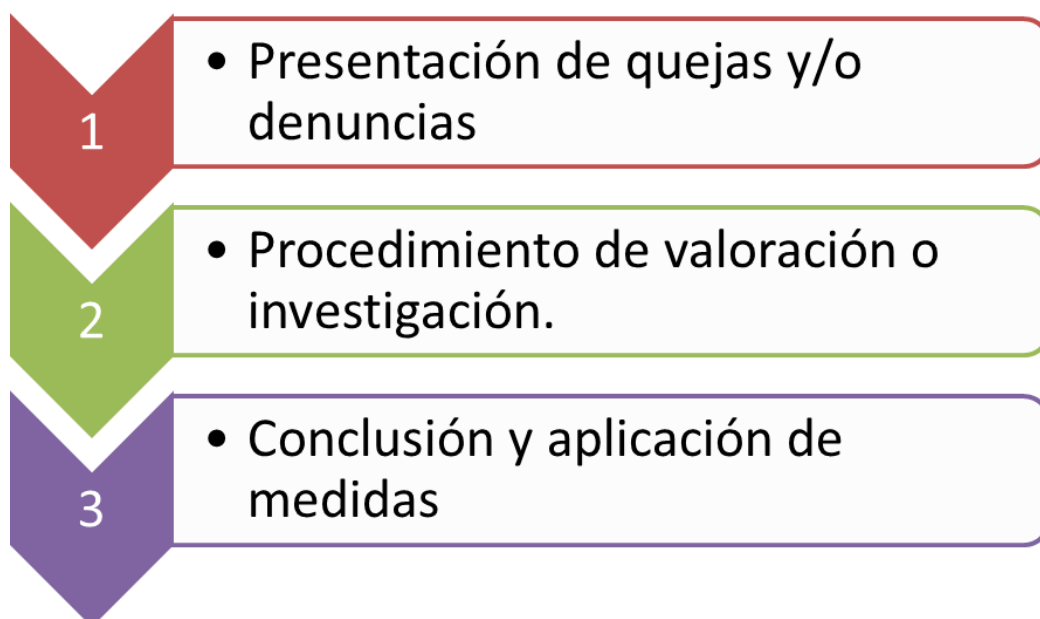 1
• Presentación de quejas y/o
denuncias
2
• Procedimiento de valoración o
investigación.
3
• Conclusión y aplicación de
medidas